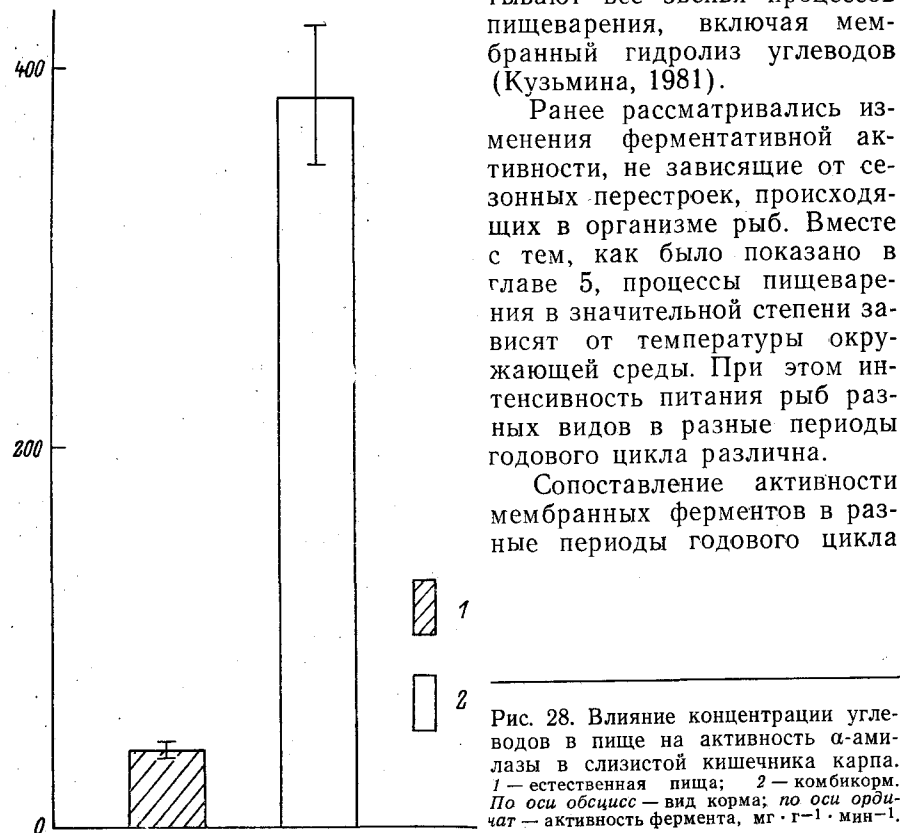 400
200
0
1
2
тывают все звенья процессов
пищеварения, включая мем-
бранный гидролиз углеводов
(Кузьмина, 1981).
Ранее рассматривались из-
менения ферментативной ак-
тивности, не зависящие от се-
зонных перестроек, происходя-
щих в организме рыб. Вместе
с тем, как было показано в
главе 5, процессы пищеваре-
ния в значительной степени за-
висят от температуры окру-
жающей среды. При этом ин-
тенсивность питания рыб раз-
ных видов в разные периоды
годового цикла различна.
Сопоставление активности
мембранных ферментов в раз-
ные периоды годового цикла
Рис. 28. Влияние концентрации угле-
водов в пище на активность α-ами-
лазы в слизистой кишечника карпа.
1 — естественная пища; 2 — комбикорм.
По оси обсцисс — вид корма; по оси орди-
нат — активность фермента, мг · г⁻¹ · мин⁻¹.